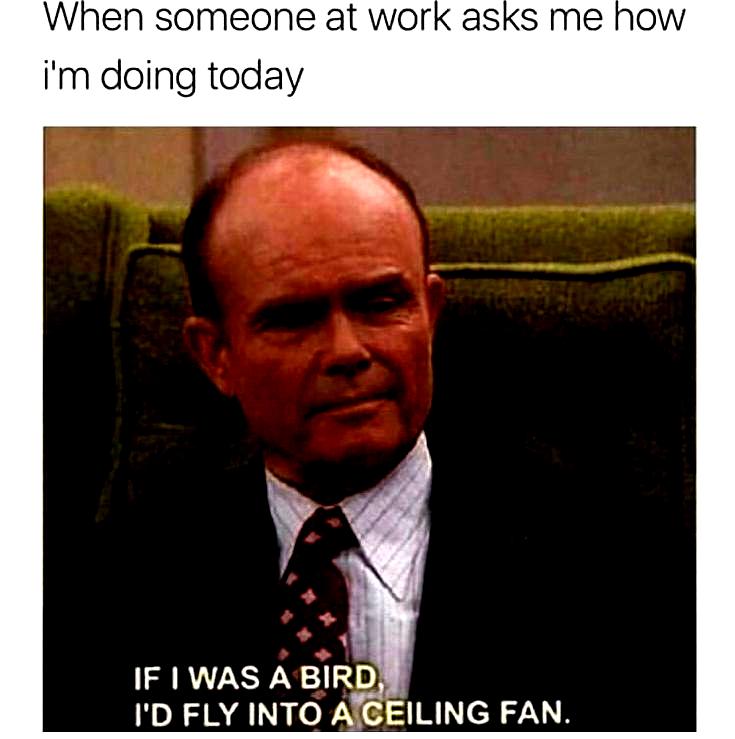 When someone at work asks me how
i'm doing today
IF I WAS A BIRD,
I'D FLY INTO A CEILING FAN.